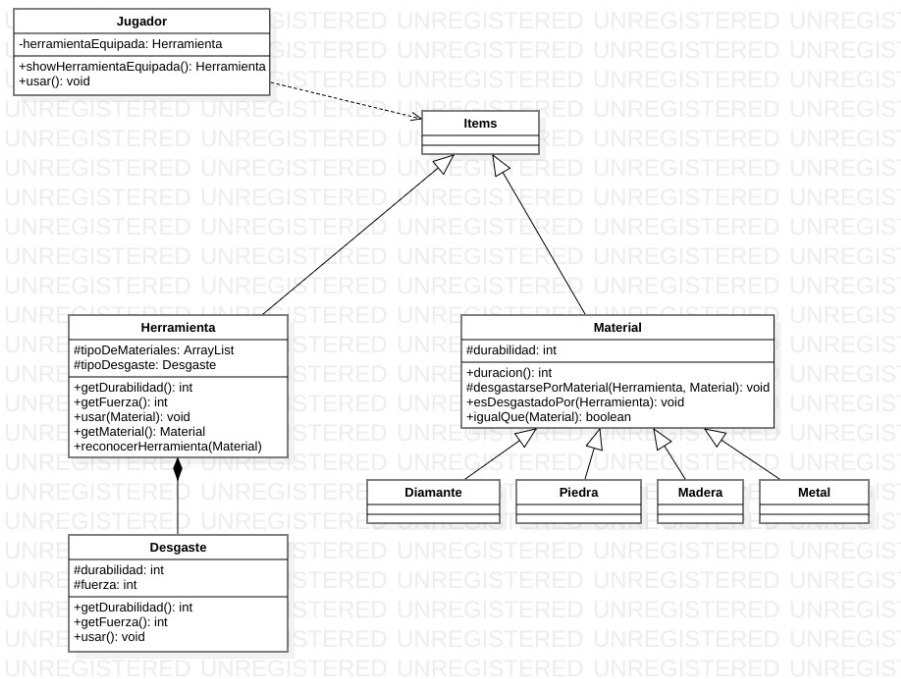 Jugador
-herramientaEquipada: Herramienta
+showHerramientaEquipada(): Herramienta
+usar(): void
Items
Herramienta
#tipoDeMateriales: ArrayList
#tipoDesgaste: Desgaste
+getDurabilidad(): int
+getFuerza(): int
+usar(Material): void
+getMaterial(): Material
+reconocerHerramienta(Material)
Material
#durabilidad: int
+duracion(): int
#desgastarsePorMaterial(Herramienta, Material): void
+esDesgastadoPor(Herramienta): void
+igualQue(Material): boolean
Diamante
Piedra
Madera
Metal
Desgaste
#durabilidad: int
#fuerza: int
+getDurabilidad(): int
+getFuerza(): int
+usar(): void
UNREGISTERED